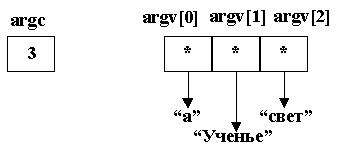 argc argv[0] argv[1] argv[2]
3 * * *
“а” “свет”
“Ученье”